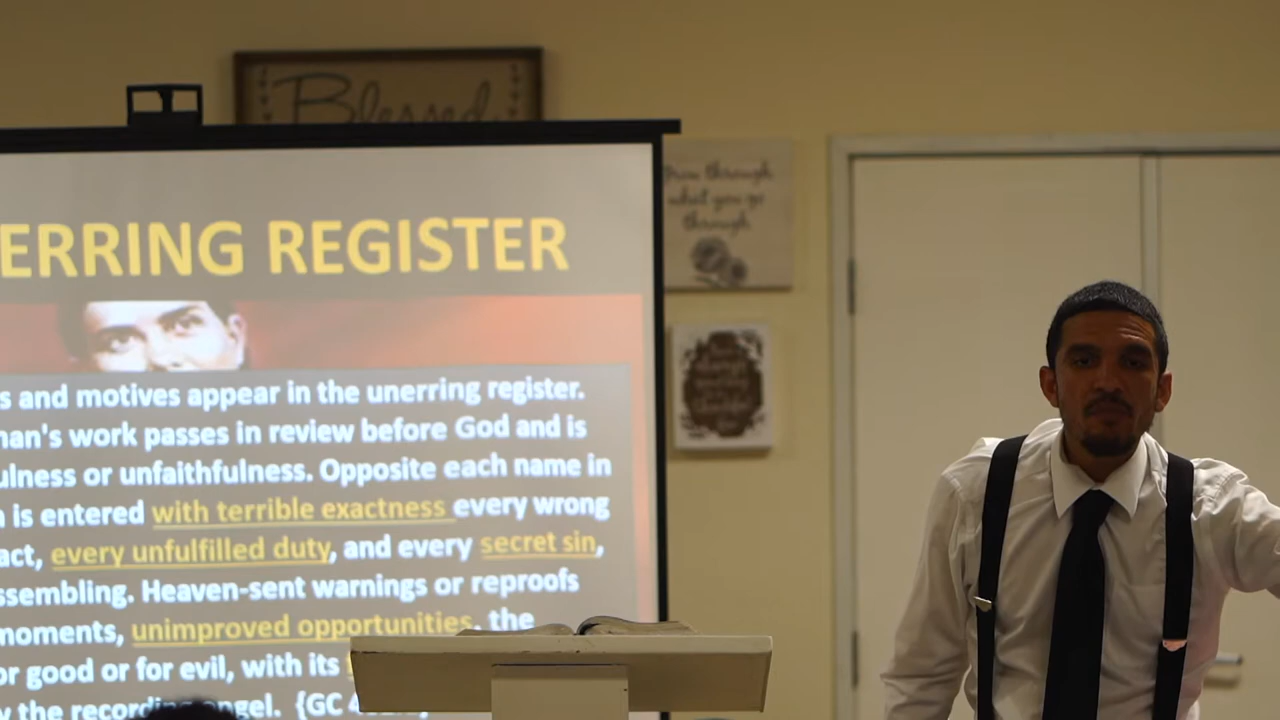 Blessed
Grow through
what you go
through
ERRING REGISTER
s and motives appear in the unerring register.
nan's work passes in review before God and is
ulness or unfaithfulness. Opposite each name in
is entered with terrible exactness every wrong
act, every unfulfilled duty, and every secret sin,
ssembling. Heaven-sent warnings or reproofs
moments, unimproved opportunities, the
or good or for evil, with its
the recording angel. {GC